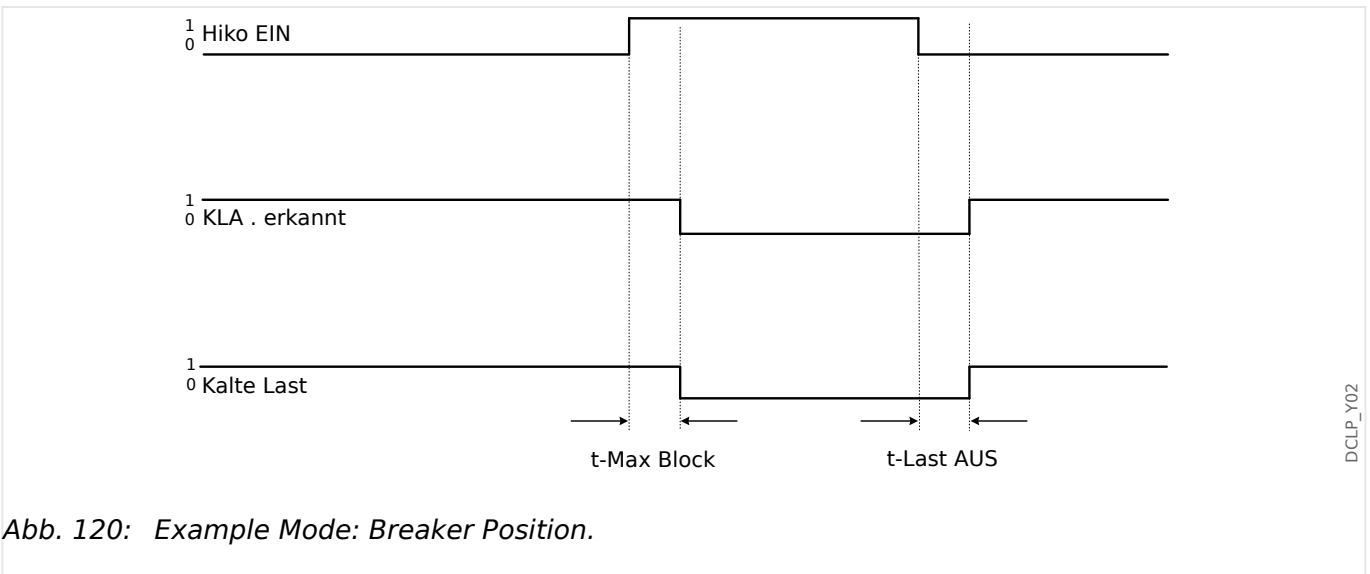 1
0 Hiko EIN
1
0 KLA . erkannt
1
0 Kalte Last
t-Max Block t-Last AUS
DCLP_Y02
Abb. 120: Example Mode: Breaker Position.